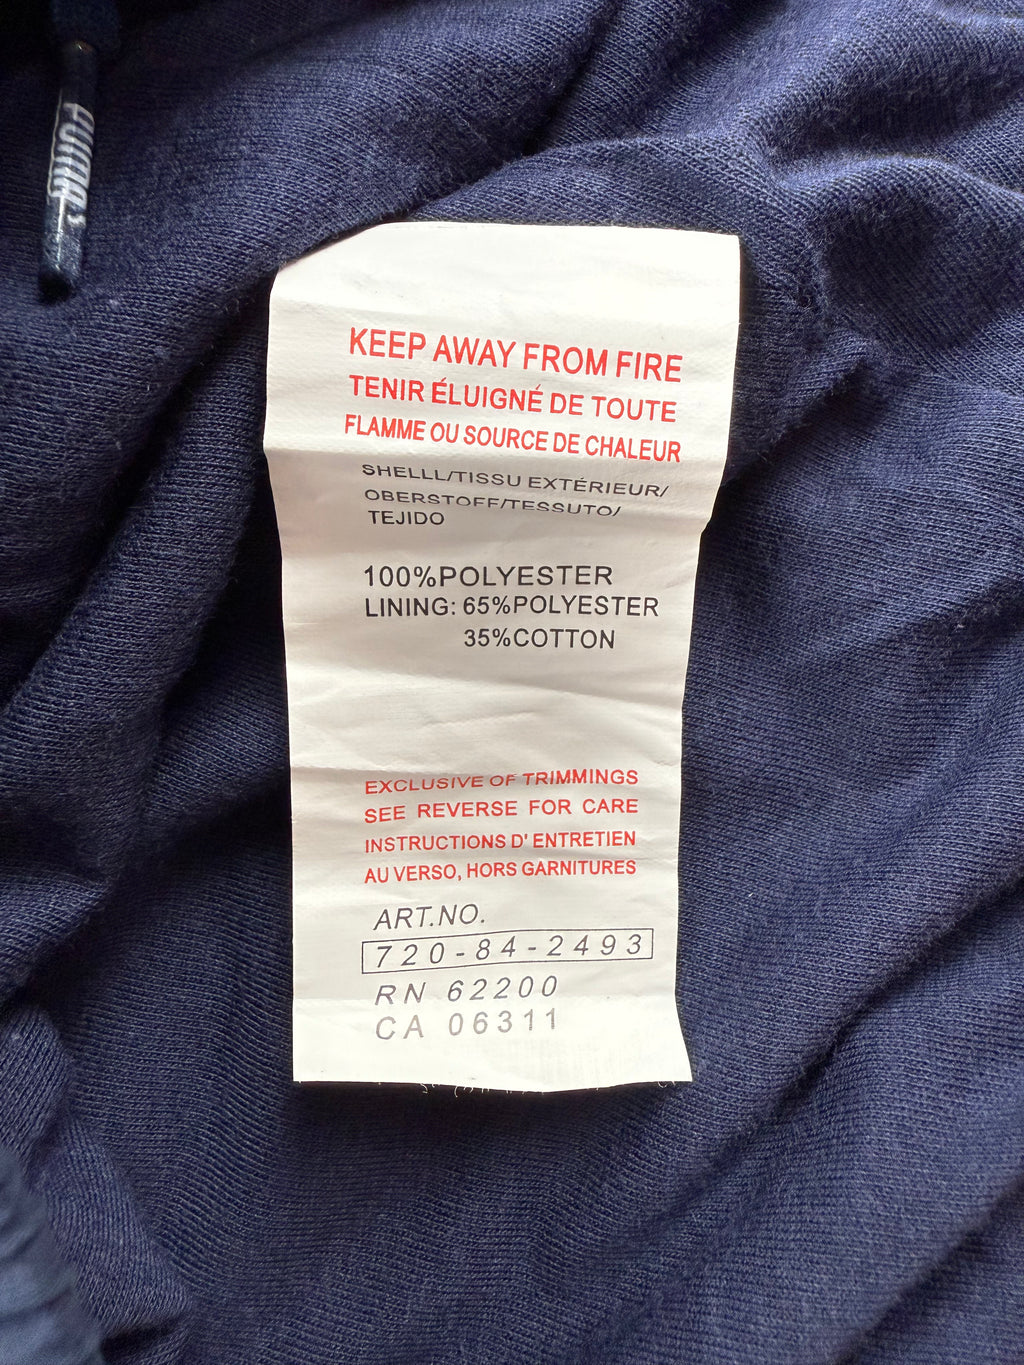 PUMA
KEEP AWAY FROM FIRE
TENIR ÉLUIGNÉ DE TOUTE
FLAMME OU SOURCE DE CHALEUR
SHELLL/TISSU EXTÉRIEUR/
OBERSTOFF/TESSUTO/
TEJIDO
100%POLYESTER
LINING: 65%POLYESTER
35%COTTON
EXCLUSIVE OF TRIMMINGS
SEE REVERSE FOR CARE
INSTRUCTIONS D' ENTRETIEN
AU VERSO, HORS GARNITURES
ART.NO.
720-84-2493
RN 62200
CA 06311